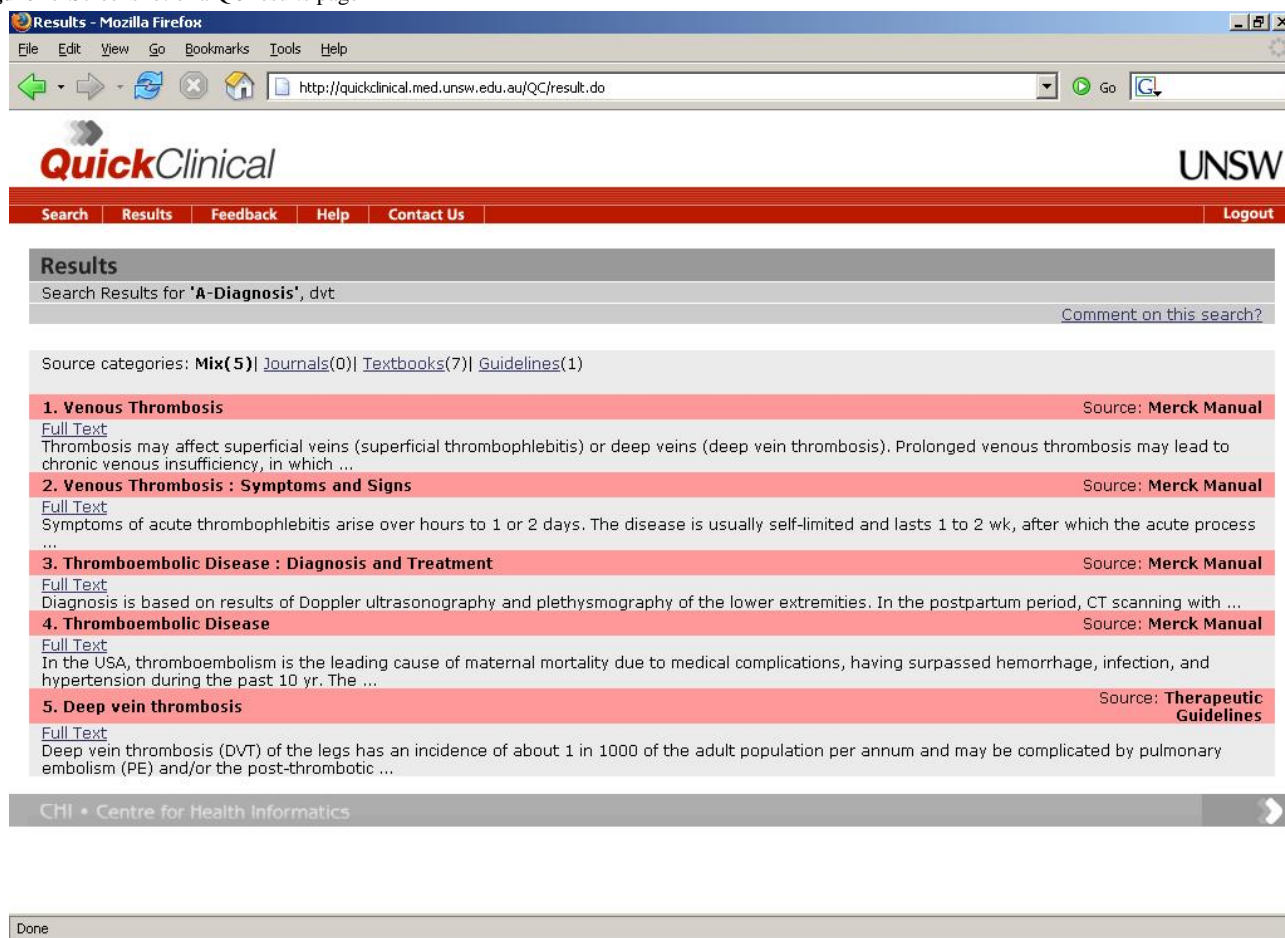 Results - Mozilla Firefox
File Edit View Go Bookmarks Tools Help
http://quickclinical.med.unsw.edu.au/QC/result.do Go G
QuickClinical
UNSW
Search Results Feedback Help Contact Us Logout
Results
Search Results for 'A-Diagnosis', dvt
Comment on this search?
Source categories: Mix(5)| Journals(0)| Textbooks(7)| Guidelines(1)
1. Venous Thrombosis Source: Merck Manual
Full Text
Thrombosis may affect superficial veins (superficial thrombophlebitis) or deep veins (deep vein thrombosis). Prolonged venous thrombosis may lead to
chronic venous insufficiency, in which ...
2. Venous Thrombosis : Symptoms and Signs Source: Merck Manual
Full Text
Symptoms of acute thrombophlebitis arise over hours to 1 or 2 days. The disease is usually self-limited and lasts 1 to 2 wk, after which the acute process
...
3. Thromboembolic Disease : Diagnosis and Treatment Source: Merck Manual
Full Text
Diagnosis is based on results of Doppler ultrasonography and plethysmography of the lower extremities. In the postpartum period, CT scanning with ...
4. Thromboembolic Disease Source: Merck Manual
Full Text
In the USA, thromboembolism is the leading cause of maternal mortality due to medical complications, having surpassed hemorrhage, infection, and
hypertension during the past 10 yr. The ...
5. Deep vein thrombosis Source: Therapeutic
Guidelines
Full Text
Deep vein thrombosis (DVT) of the legs has an incidence of about 1 in 1000 of the adult population per annum and may be complicated by pulmonary
embolism (PE) and/or the post-thrombotic ...
CHI • Centre for Health Informatics
Done